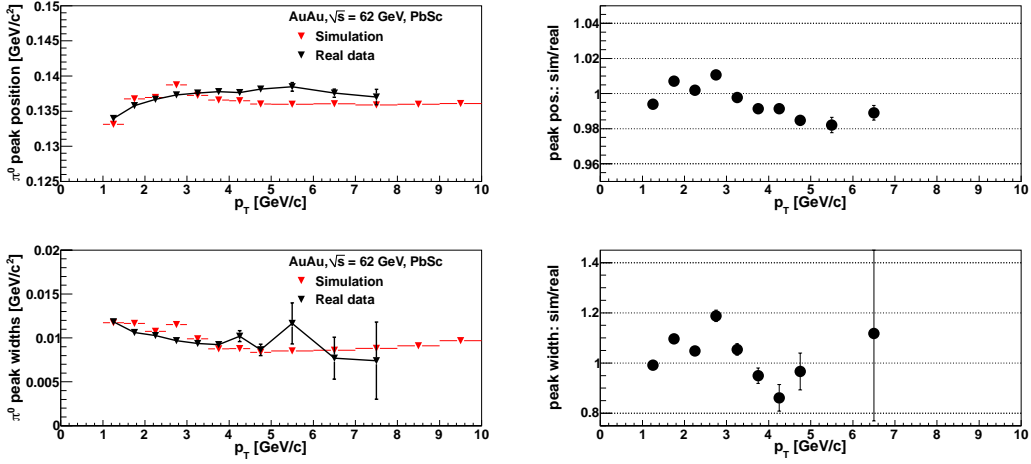 π⁰ peak position [GeV/c²]
0.15
0.145
0.14
0.135
0.13
0.125
AuAu, √s = 62 GeV, PbSc
Simulation
Real data
0 1 2 3 4 5 6 7 8 9 10
p_T [GeV/c]
peak pos.: sim/real
1.04
1.02
1
0.98
0.96
0 1 2 3 4 5 6 7 8 9 10
p_T [GeV/c]
π⁰ peak widths [GeV/c²]
0.02
0.015
0.01
0.005
0
AuAu, √s = 62 GeV, PbSc
Simulation
Real data
0 1 2 3 4 5 6 7 8 9 10
p_T [GeV/c]
peak width: sim/real
1.4
1.2
1
0.8
0 1 2 3 4 5 6 7 8 9 10
p_T [GeV/c]